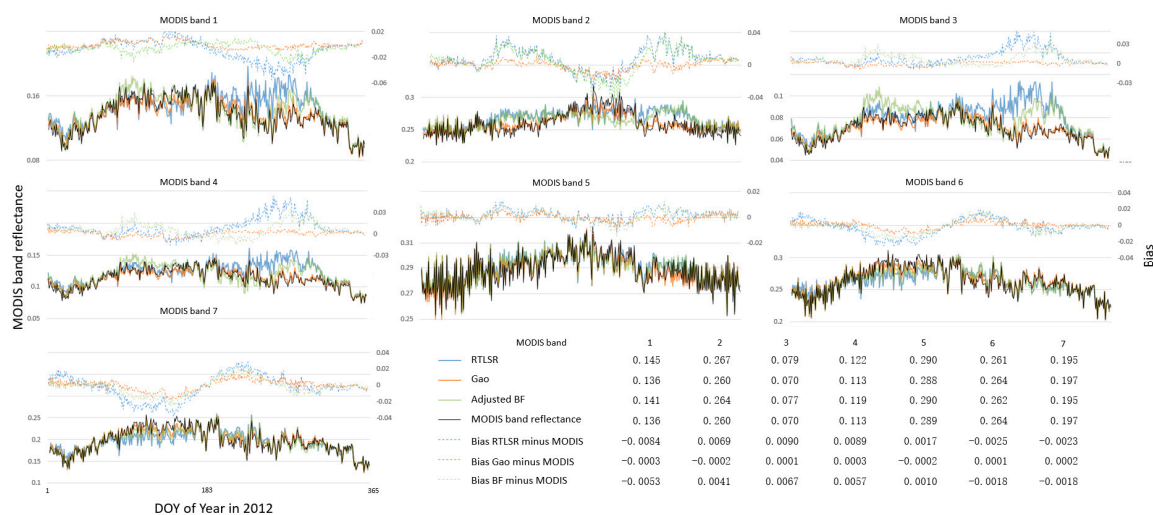 MODIS band 1
MODIS band 2
MODIS band 3
0.02
-0.02
-0.06
0.16
0.08
0.04
0
-0.04
0.3
0.25
0.2
0.03
0
-0.03
0.1
0.08
0.06
0.04
MODIS band 4
MODIS band 5
MODIS band 6
0.03
0
-0.03
0.15
0.1
0.05
0.02
0
-0.02
0.31
0.29
0.27
0.25
0.04
0.02
0
-0.02
-0.04
0.3
0.25
0.2
MODIS band reflectance
Bias
MODIS band 7
0.04
0.02
0
-0.02
-0.04
0.25
0.2
0.15
0.1
1 183 365
DOY of Year in 2012
MODIS band 1 2 3 4 5 6 7
RTLSR 0.145 0.267 0.079 0.122 0.290 0.261 0.195
Gao 0.136 0.260 0.070 0.113 0.288 0.264 0.197
Adjusted BF 0.141 0.264 0.077 0.119 0.290 0.262 0.195
MODIS band reflectance 0.136 0.260 0.070 0.113 0.289 0.264 0.197
Bias RTLSR minus MODIS -0.0084 0.0069 0.0090 0.0089 0.0017 -0.0025 -0.0023
Bias Gao minus MODIS -0.0003 -0.0002 0.0001 0.0003 -0.0002 0.0001 0.0002
Bias BF minus MODIS -0.0053 0.0041 0.0067 0.0057 0.0010 -0.0018 -0.0018